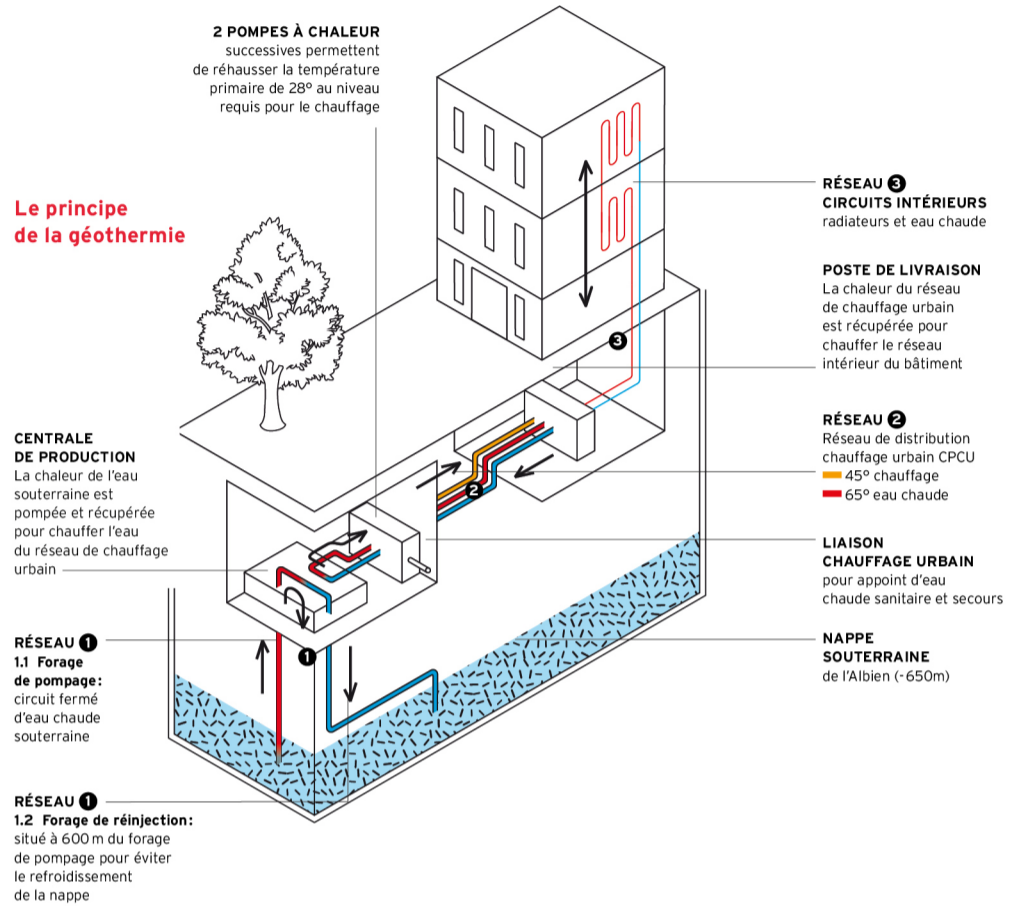 2 POMPES À CHALEUR
successives permettent
de réhausser la température
primaire de 28° au niveau
requis pour le chauffage
Le principe
de la géothermie
RÉSEAU 3
CIRCUITS INTÉRIEURS
radiateurs et eau chaude
POSTE DE LIVRAISON
La chaleur du réseau
de chauffage urbain
est récupérée pour
chauffer le réseau
intérieur du bâtiment
3
CENTRALE
DE PRODUCTION
La chaleur de l'eau
souterraine est
pompée et récupérée
pour chauffer l'eau
du réseau de chauffage
urbain
RÉSEAU 2
Réseau de distribution
chauffage urbain CPCU
45° chauffage
65° eau chaude
2
LIAISON
CHAUFFAGE URBAIN
pour appoint d'eau
chaude sanitaire et secours
NAPPE
SOUTERRAINE
de l'Albien (-650m)
RÉSEAU 1
1.1 Forage
de pompage:
circuit fermé
d'eau chaude
souterraine
1
RÉSEAU 1
1.2 Forage de réinjection:
situé à 600 m du forage
de pompage pour éviter
le refroidissement
de la nappe